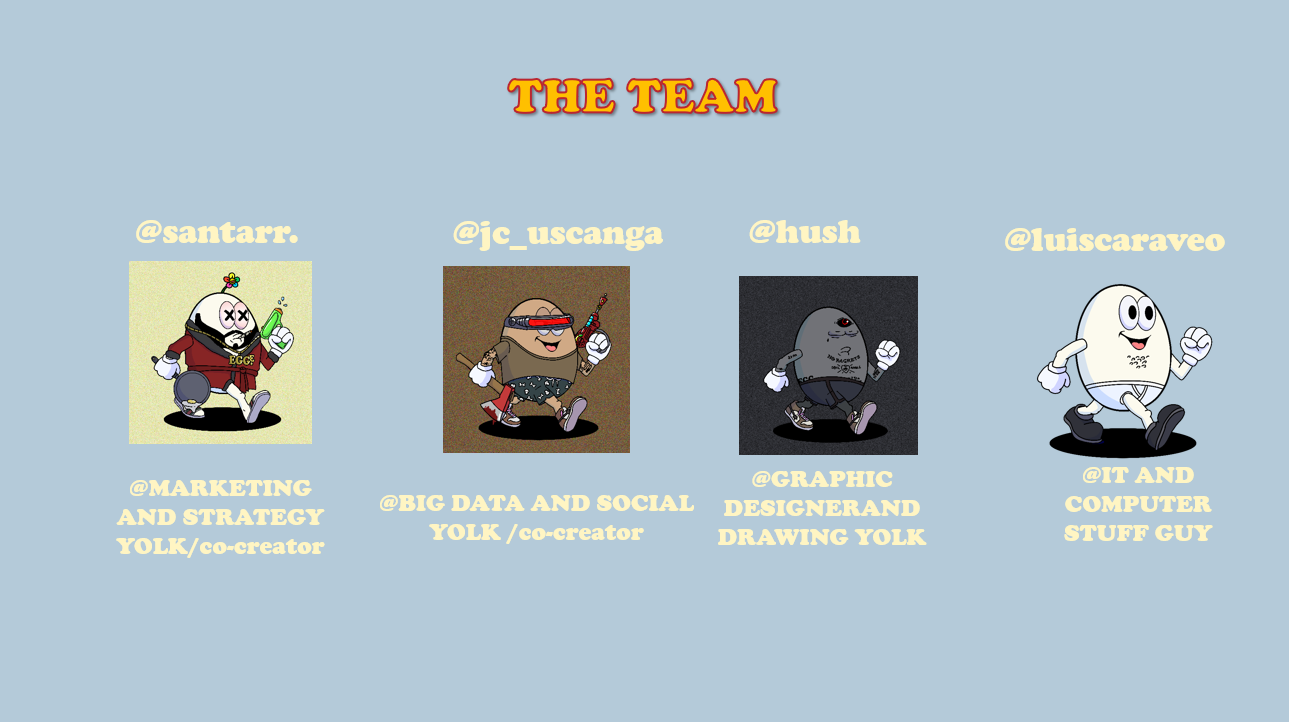 THE TEAM
@santarr.
@jc_uscanga
@hush
@luiscaraveo
EGGS
@MARKETING
AND STRATEGY
YOLK/co-creator
@BIG DATA AND SOCIAL
YOLK /co-creator
@GRAPHIC
DESIGNERAND
DRAWING YOLK
@IT AND
COMPUTER
STUFF GUY